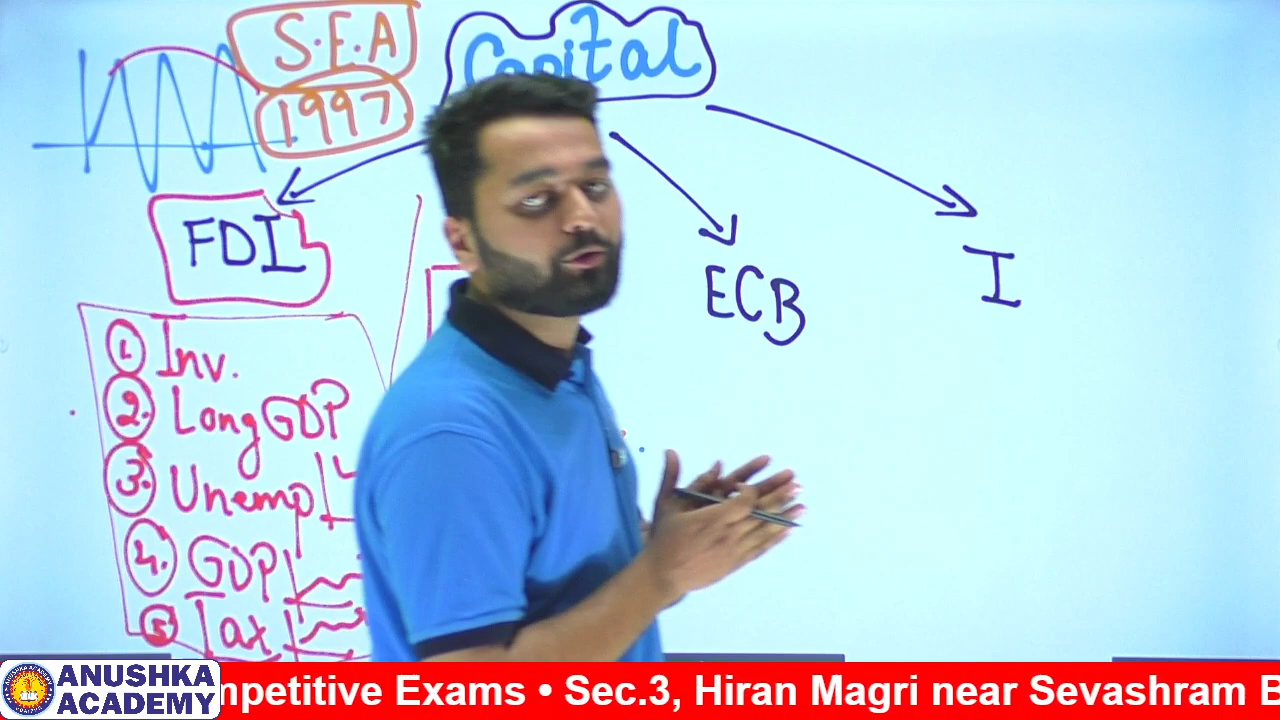 S.E.A
1997
Capital
FDI
ECB
I
1. Inv.
2. Long GDP
3. Unemp
4. GDP
5 Tax
ANUSHKA
ACADEMY
mpetitive Exams • Sec.3, Hiran Magri near Sevashram B